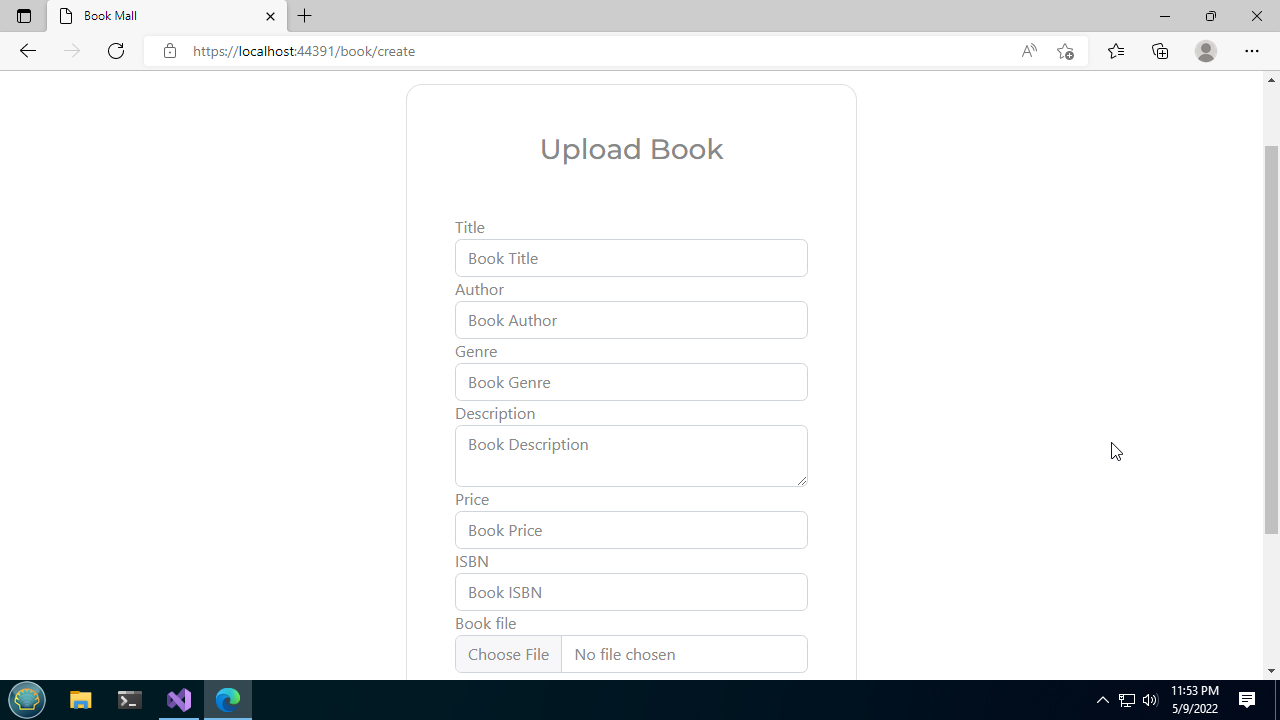 Book Mall
https://localhost:44391/book/create
Upload Book
Title
Book Title
Author
Book Author
Genre
Book Genre
Description
Book Description
Price
Book Price
ISBN
Book ISBN
Book file
Choose File No file chosen
11:53 PM
5/9/2022